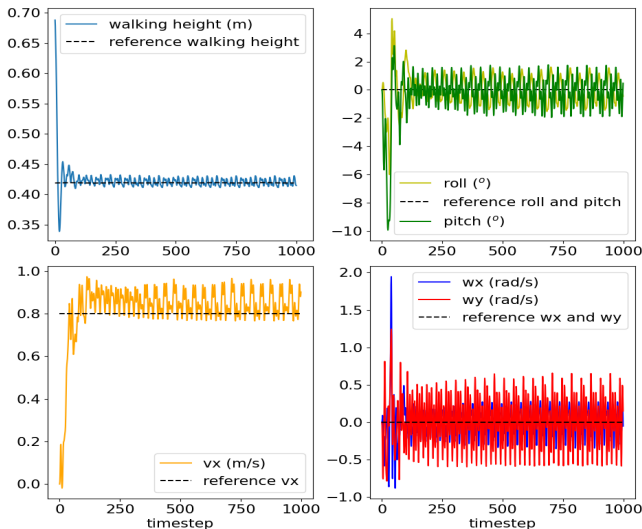 0.70
0.65
0.60
0.55
0.50
0.45
0.40
0.35
walking height (m)
reference walking height
0 250 500 750 1000
4
2
0
−2
−4
−6
−8
−10
roll (°)
reference roll and pitch
pitch (°)
0 250 500 750 1000
1.0
0.8
0.6
0.4
0.2
0.0
vx (m/s)
reference vx
0 250 500 750 1000
timestep
2.0
1.5
1.0
0.5
0.0
−0.5
−1.0
wx (rad/s)
wy (rad/s)
reference wx and wy
0 250 500 750 1000
timestep